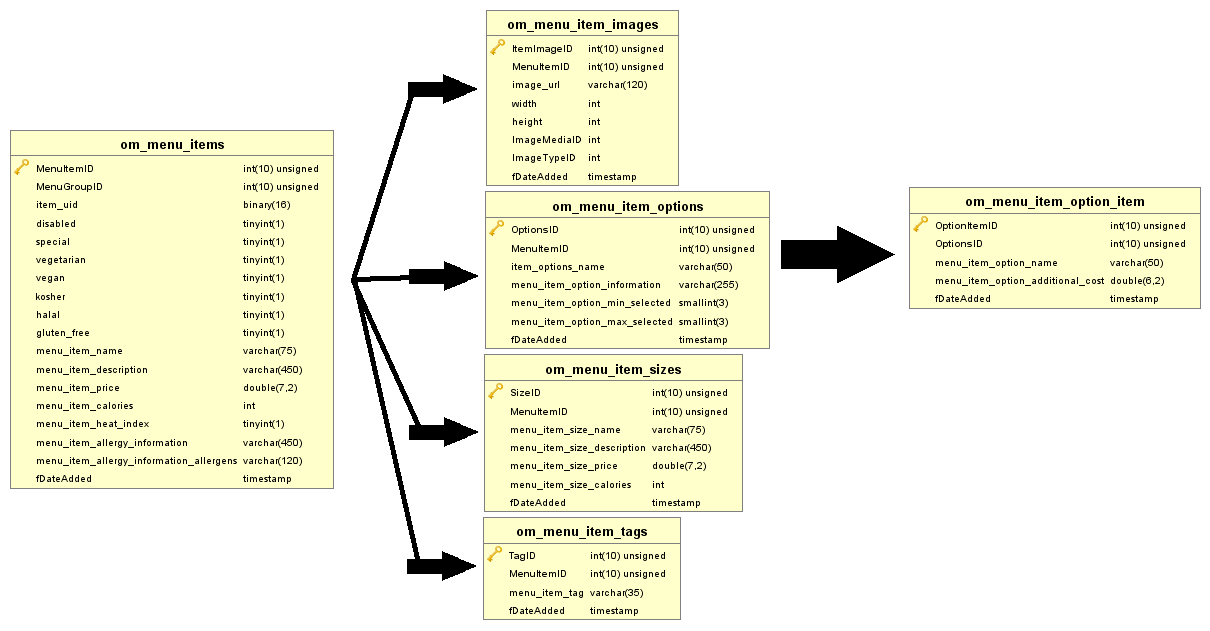 om_menu_items
MenuItemID int(10) unsigned
MenuGroupID int(10) unsigned
item_uid binary(16)
disabled tinyint(1)
special tinyint(1)
vegetarian tinyint(1)
vegan tinyint(1)
kosher tinyint(1)
halal tinyint(1)
gluten_free tinyint(1)
menu_item_name varchar(75)
menu_item_description varchar(450)
menu_item_price double(7,2)
menu_item_calories int
menu_item_heat_index tinyint(1)
menu_item_allergy_information varchar(450)
menu_item_allergy_information_allergens varchar(120)
fDateAdded timestamp
om_menu_item_images
ItemImageID int(10) unsigned
MenuItemID int(10) unsigned
image_url varchar(120)
width int
height int
ImageMediaID int
ImageTypeID int
fDateAdded timestamp
om_menu_item_options
OptionsID int(10) unsigned
MenuItemID int(10) unsigned
item_options_name varchar(50)
menu_item_option_information varchar(255)
menu_item_option_min_selected smallint(3)
menu_item_option_max_selected smallint(3)
fDateAdded timestamp
om_menu_item_sizes
SizeID int(10) unsigned
MenuItemID int(10) unsigned
menu_item_size_name varchar(75)
menu_item_size_description varchar(450)
menu_item_size_price double(7,2)
menu_item_size_calories int
fDateAdded timestamp
om_menu_item_tags
TagID int(10) unsigned
MenuItemID int(10) unsigned
menu_item_tag varchar(35)
fDateAdded timestamp
om_menu_item_option_item
OptionItemID int(10) unsigned
OptionsID int(10) unsigned
menu_item_option_name varchar(50)
menu_item_option_additional_cost double(6,2)
fDateAdded timestamp